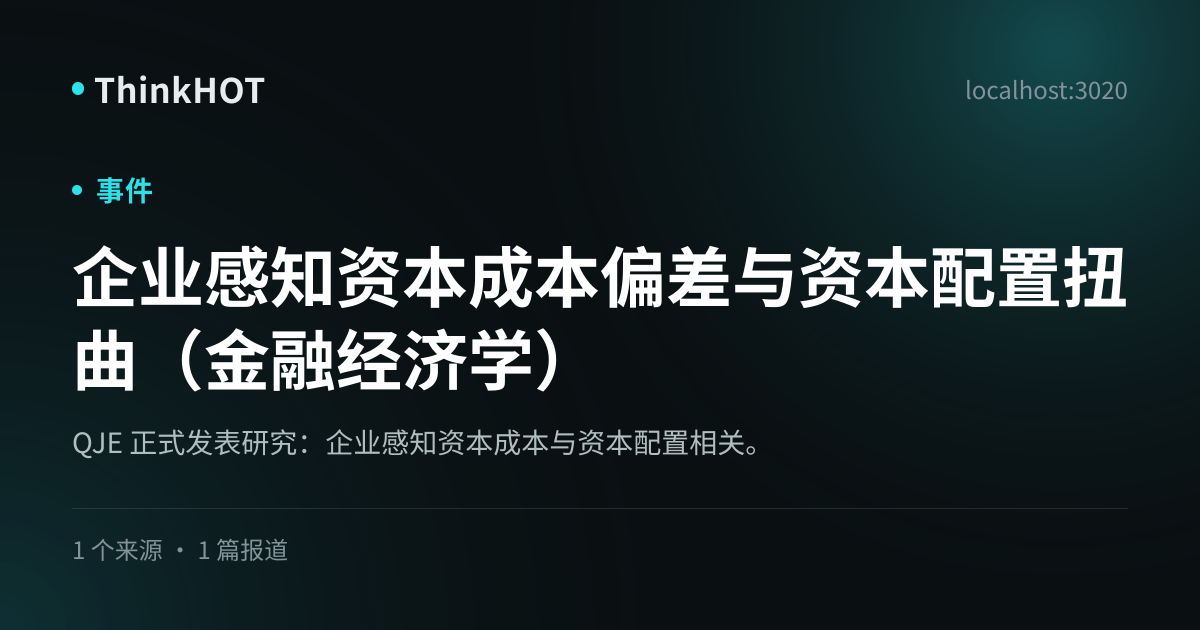 ThinkHOT
localhost:3020
事件
企业感知资本成本偏差与资本配置扭
曲（金融经济学）
QJE 正式发表研究：企业感知资本成本与资本配置相关。
1 个来源 · 1 篇报道